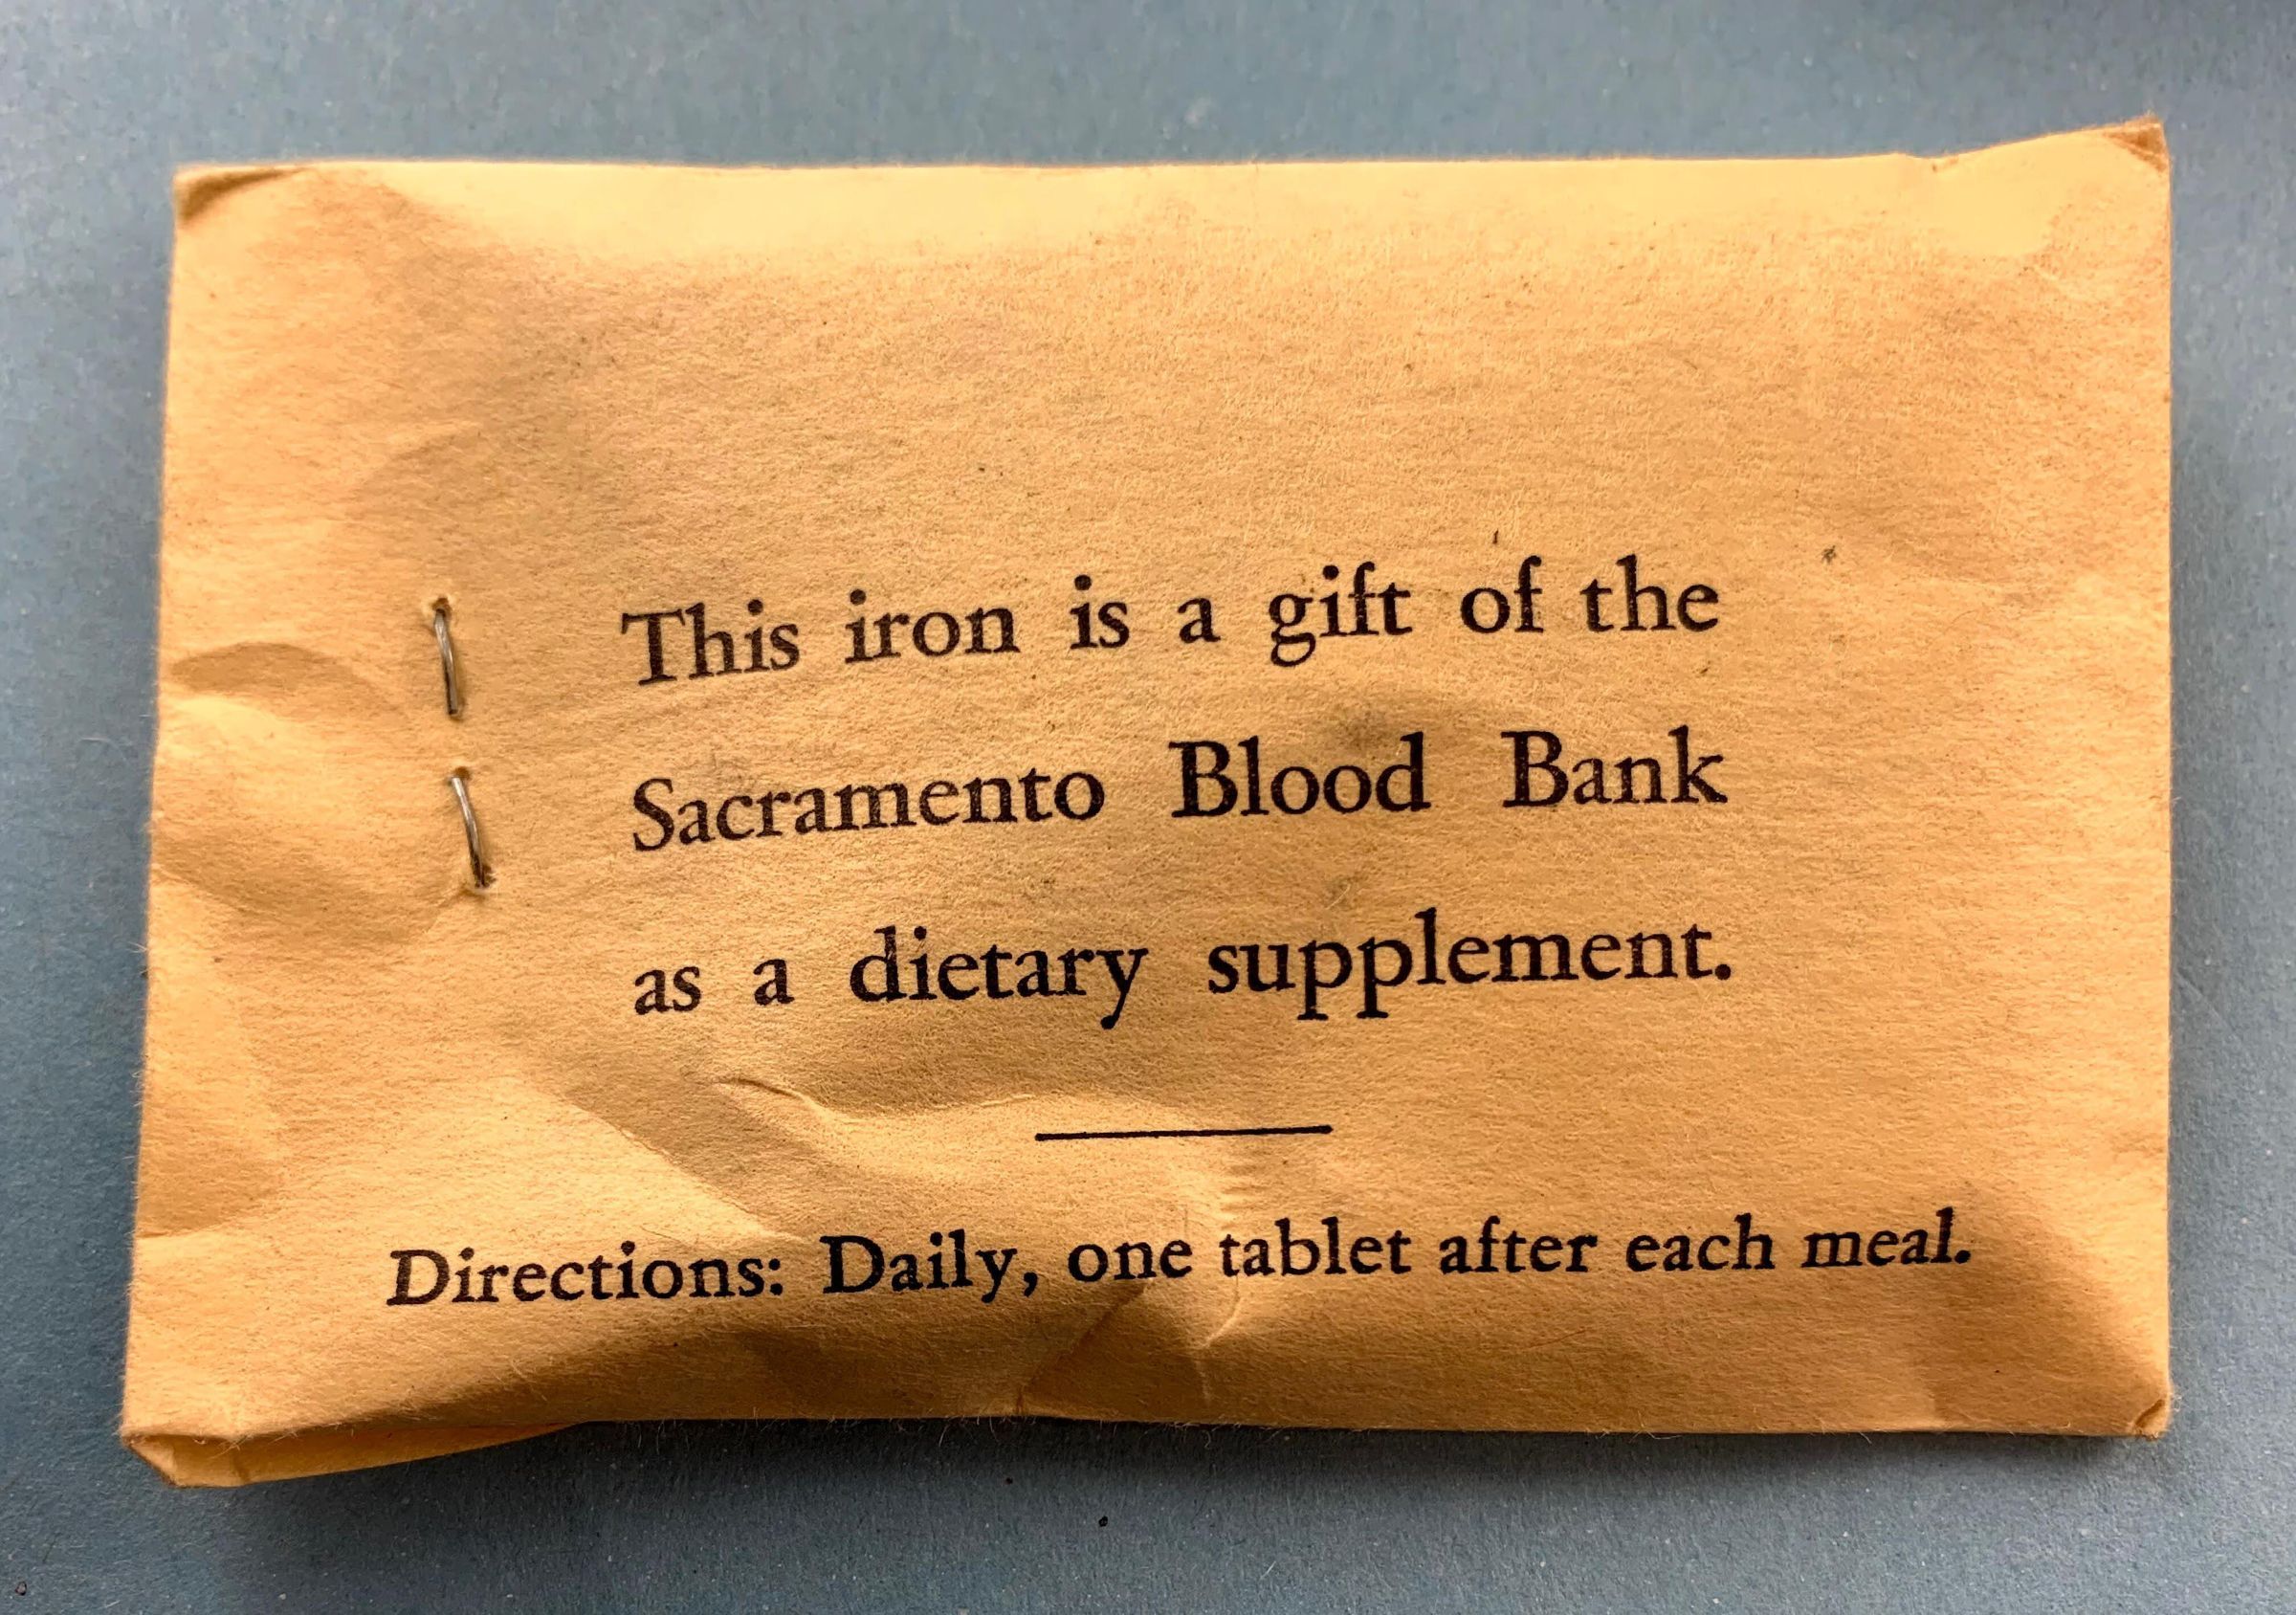 This iron is a gift of the
Sacramento Blood Bank
as a dietary supplement.
Directions: Daily, one tablet after each meal.